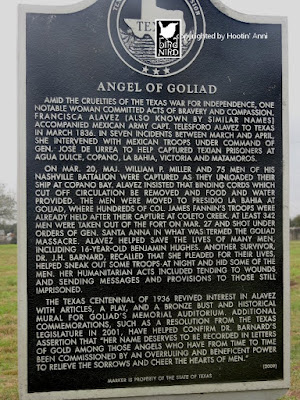 TEXAS
Copyrighted by Hootin' Anni
BIRD
NIRD
ANGEL OF GOLIAD
AMID THE CRUELTIES OF THE TEXAS WAR FOR INDEPENDENCE, ONE
NOTABLE WOMAN COMMITTED ACTS OF BRAVERY AND COMPASSION.
FRANCISCA ALAVEZ (ALSO KNOWN BY SIMILAR NAMES)
ACCOMPANIED MEXICAN ARMY CAPT. TELESFORO ALAVEZ TO TEXAS
IN MARCH 1836. IN SEVEN INCIDENTS BETWEEN MARCH AND APRIL,
SHE INTERVENED WITH MEXICAN TROOPS UNDER COMMAND OF
GEN. JOSÉ DE URREA TO HELP CAPTURED TEXIAN PRISONERS AT
AGUA DULCE, COPANO, LA BAHIA, VICTORIA AND MATAMOROS.
ON MAR. 20, MAJ. WILLIAM P. MILLER AND 75 MEN OF HIS
NASHVILLE BATTALION WERE CAPTURED AS THEY UNLOADED THEIR
SHIP AT COPANO BAY. ALAVEZ INSISTED THAT BINDING CORDS WHICH
CUT OFF CIRCULATION BE REMOVED AND FOOD AND WATER
PROVIDED. THE MEN WERE MOVED TO PRESIDIO LA BAHIA AT
GOLIAD, WHERE HUNDREDS OF COL. JAMES FANNIN'S TROOPS WERE
ALREADY HELD AFTER THEIR CAPTURE AT COLETO CREEK. AT LEAST 342
MEN WERE TAKEN OUT OF THE FORT ON MAR. 27 AND SHOT UNDER
ORDERS OF GEN. SANTA ANNA IN WHAT WAS TERMED THE GOLIAD
MASSACRE. ALAVEZ HELPED SAVE THE LIVES OF MANY MEN,
INCLUDING 16-YEAR-OLD BENJAMIN HUGHES. ANOTHER SURVIVOR,
DR. J.H. BARNARD, RECALLED THAT SHE PLEADED FOR THEIR LIVES,
HELPED SNEAK OUT SOME TROOPS AT NIGHT AND HID SOME OF THE
MEN. HER HUMANITARIAN ACTS INCLUDED TENDING TO WOUNDS
AND SENDING MESSAGES AND PROVISIONS TO THOSE STILL
IMPRISONED.
THE TEXAS CENTENNIAL OF 1936 REVIVED INTEREST IN ALAVEZ
WITH ARTICLES, A PLAY, AND A BRONZE BUST AND HISTORICAL
MURAL FOR GOLIAD'S MEMORIAL AUDITORIUM. ADDITIONAL
COMMEMORATIONS, SUCH AS A RESOLUTION FROM THE TEXAS
LEGISLATURE IN 2001, HAVE HELPED CONFIRM DR. BARNARD'S
ASSERTION THAT "HER NAME DESERVES TO BE RECORDED IN LETTERS
OF GOLD AMONG THOSE ANGELS WHO HAVE FROM TIME TO TIME
BEEN COMMISSIONED BY AN OVERRULING AND BENEFICENT POWER
TO RELIEVE THE SORROWS AND CHEER THE HEARTS OF MEN."
(2009)
MARKER IS PROPERTY OF THE STATE OF TEXAS